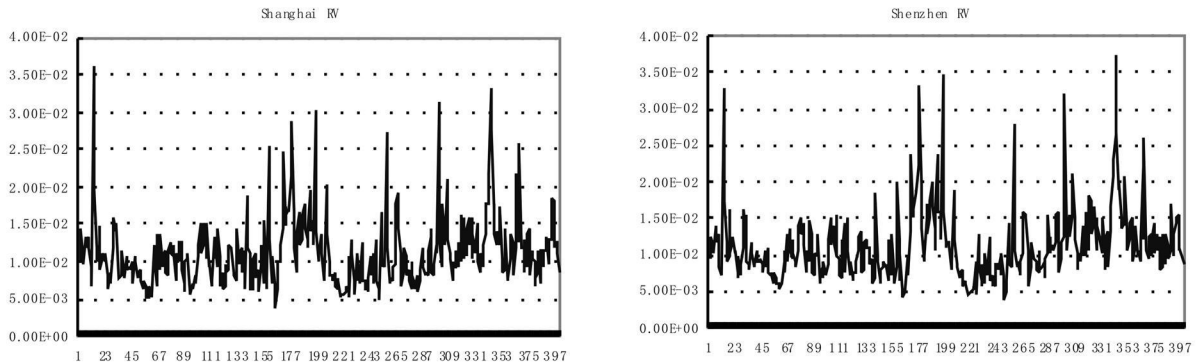 Shanghai RV
4.00E-02
3.50E-02
3.00E-02
2.50E-02
2.00E-02
1.50E-02
1.00E-02
5.00E-03
0.00E+00
1 23 45 67 89 111 133 155 177 199 221 243 265 287 309 331 353 375 397
Shenzhen RV
4.00E-02
3.50E-02
3.00E-02
2.50E-02
2.00E-02
1.50E-02
1.00E-02
5.00E-03
0.00E+00
1 23 45 67 89 111 133 155 177 199 221 243 265 287 309 331 353 375 397